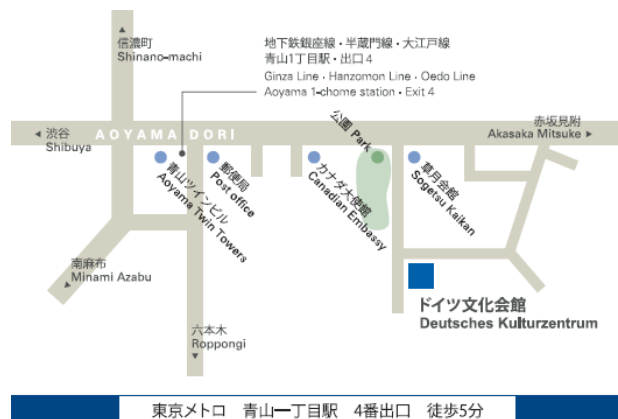 信濃町
Shinano-machi
地下鉄銀座線・半蔵門線・大江戸線
青山1丁目駅・出口4
Ginza Line・Hanzomon Line・Oedo Line
Aoyama 1-chome station・Exit 4
渋谷
Shibuya
AOYAMA DORI
公園 Park
赤坂見附
Akasaka Mitsuke
青山ツインビル
Aoyama Twin Towers
郵便局
Post office
カナダ大使館
Canadian Embassy
草月会館
Sogetsu Kaikan
南麻布
Minami Azabu
六本木
Roppongi
ドイツ文化会館
Deutsches Kulturzentrum
東京メトロ 青山一丁目駅 4番出口 徒歩5分